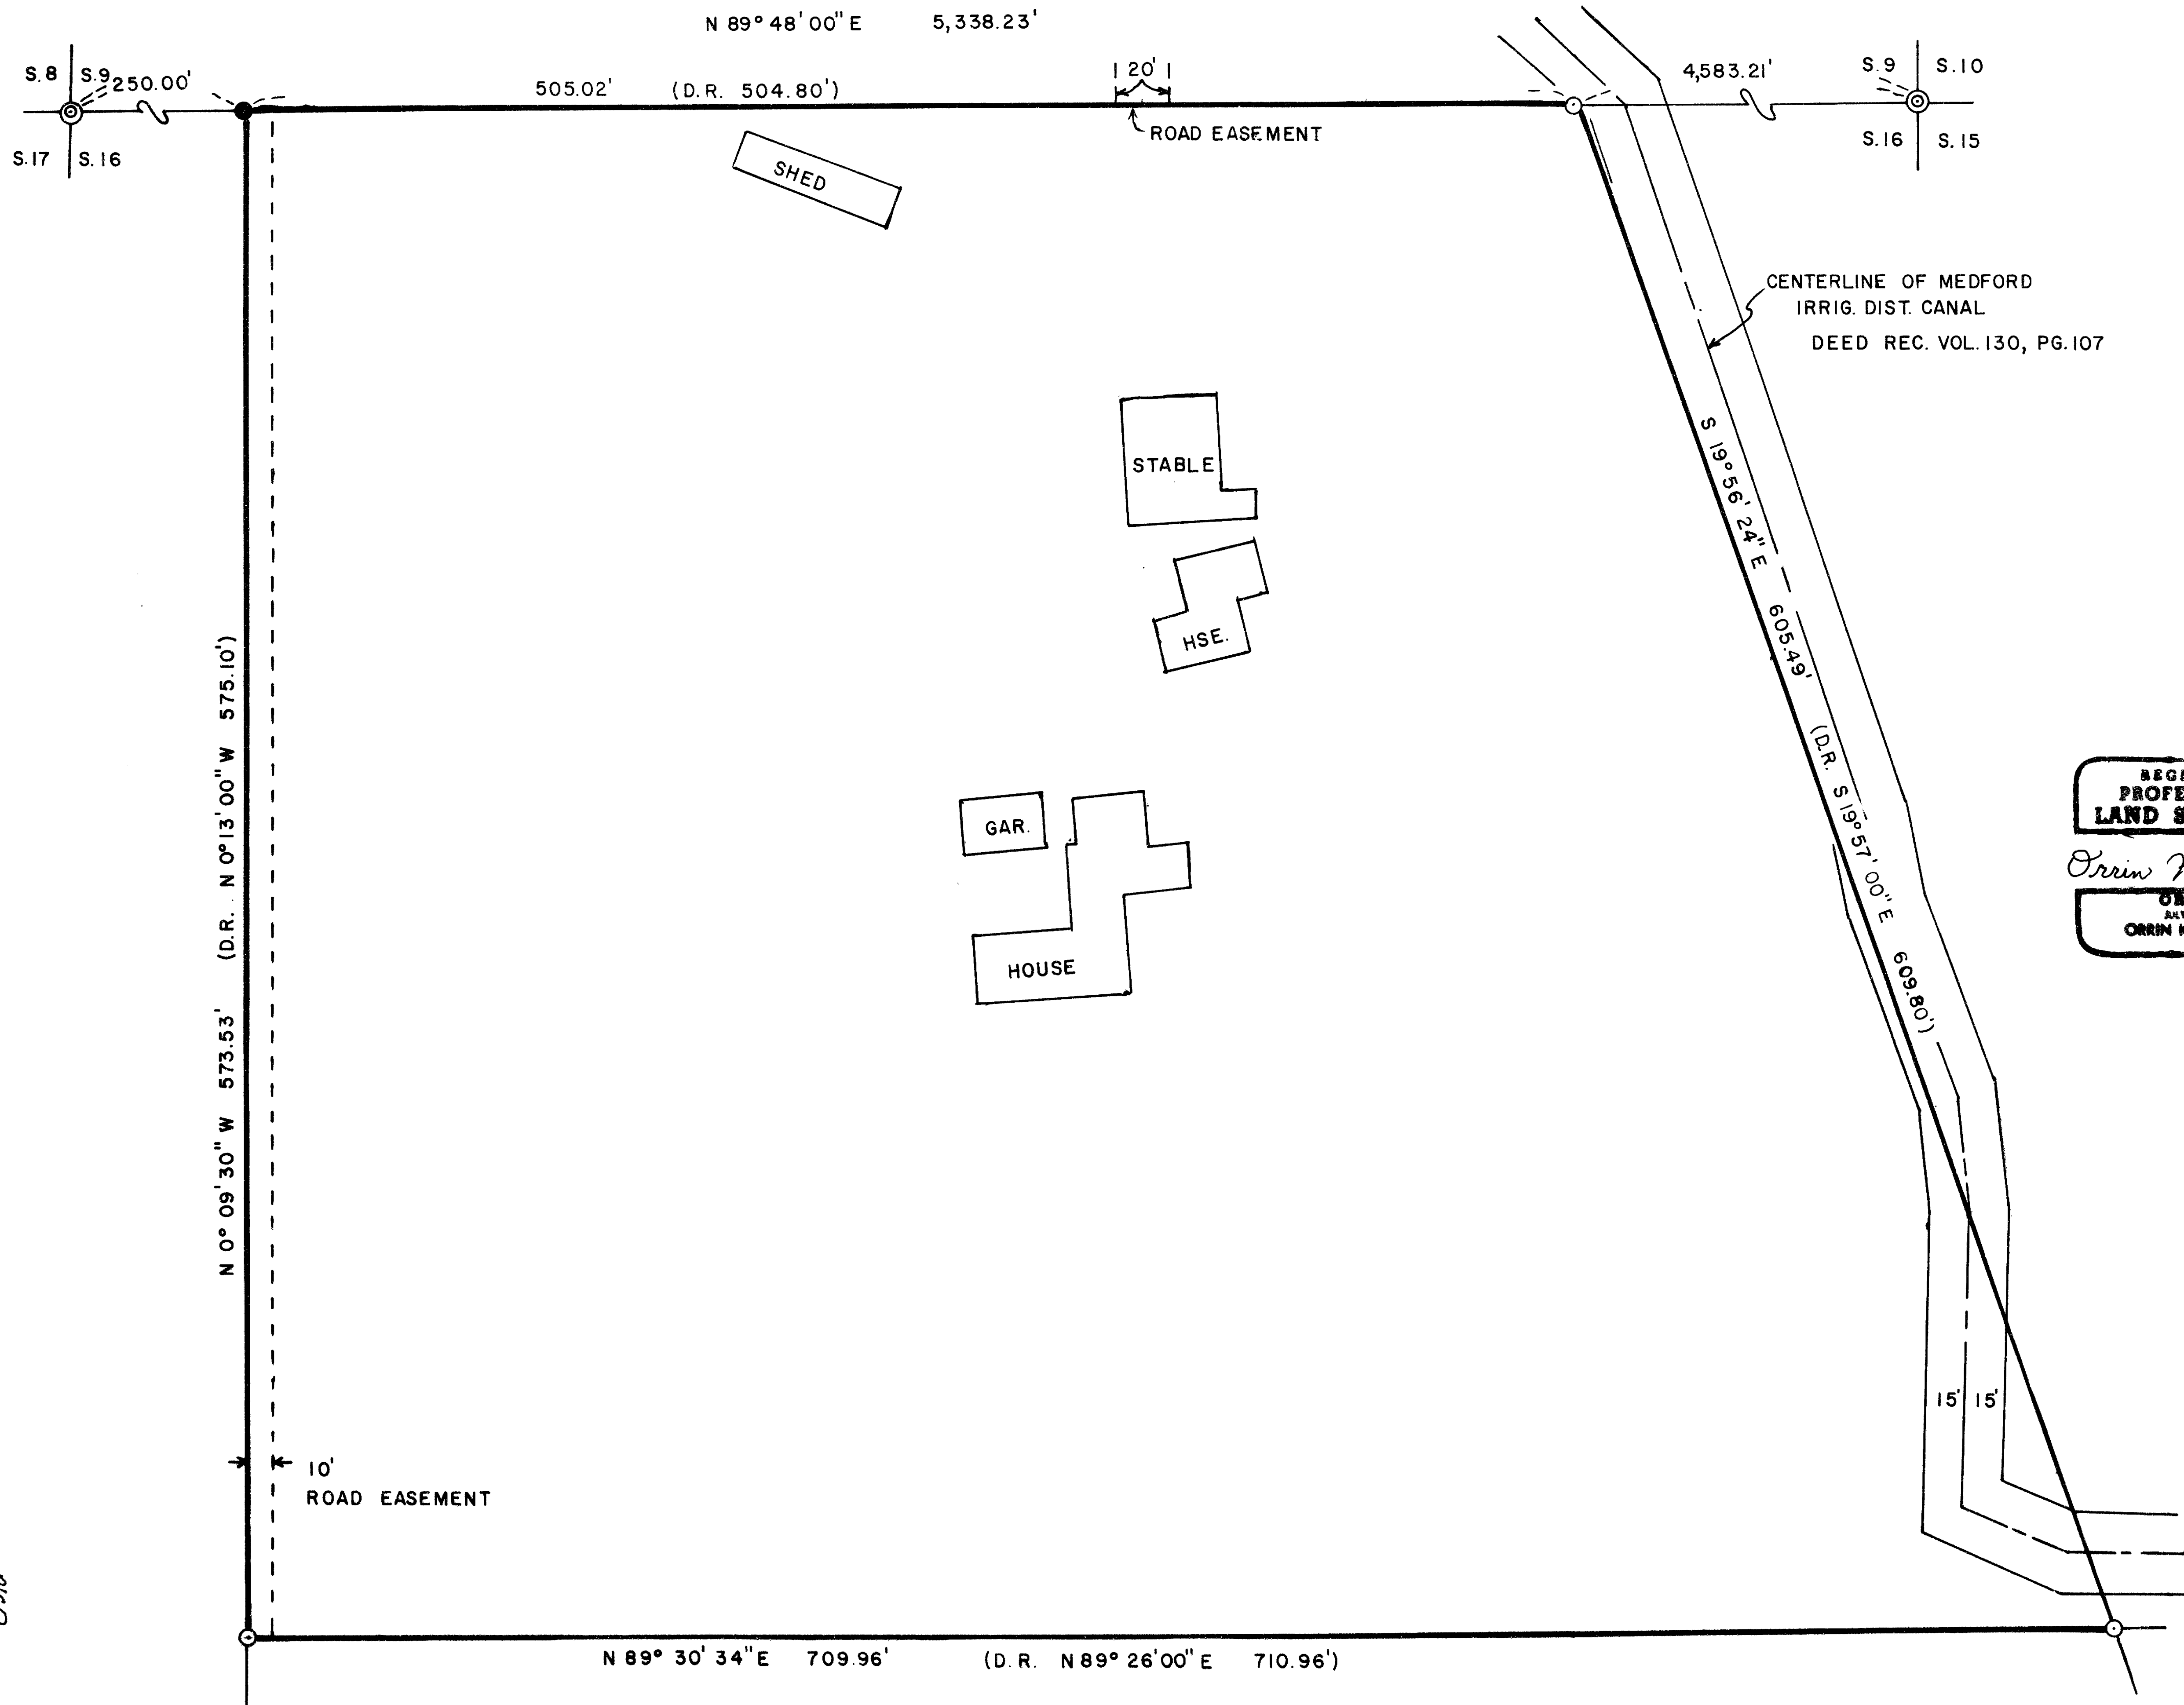 N 89° 48' 00" E 5,338.23'
S.8 S.9
250.00'
505.02' (D.R. 504.80')
20'
4,583.21'
S.9 S.10
S.17 S.16
ROAD EASEMENT
S.16 S.15
SHED
CENTERLINE OF MEDFORD
IRRIG. DIST. CANAL
DEED REC. VOL. 130, PG. 107
STABLE
HSE.
S 19° 56' 24" E 605.49' (D.R. S 19° 57' 00" E 609.80')
N 0° 09' 30" W 573.53' (D.R. N 0° 13' 00" W 575.10')
GAR.
HOUSE
LAND
Orrin
ORRIN
15' 15'
10'
ROAD EASEMENT
N 89° 30' 34" E 709.96' (D.R. N 89° 26' 00" E 710.96')